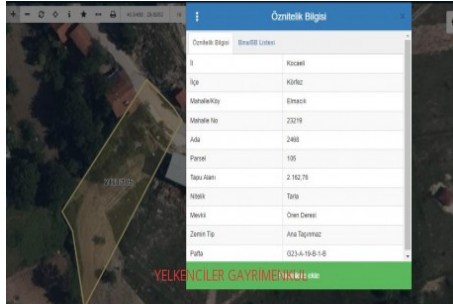 Öznitelik Bilgisi
Öznitelik Bilgisi
Bina/BB Listesi
İl Kocaeli
İlçe Körfez
Mahalle/Köy Elmacık
Mahalle No 23219
Ada 2468
Parsel 105
Tapu Alanı 2.162,76
Nitelik Tarla
Mevkii Ören Deresi
Zemin Tip Ana Taşınmaz
Pafta G23-A-19-B-1-B
YELKENCİLER GAYRİMENKUL